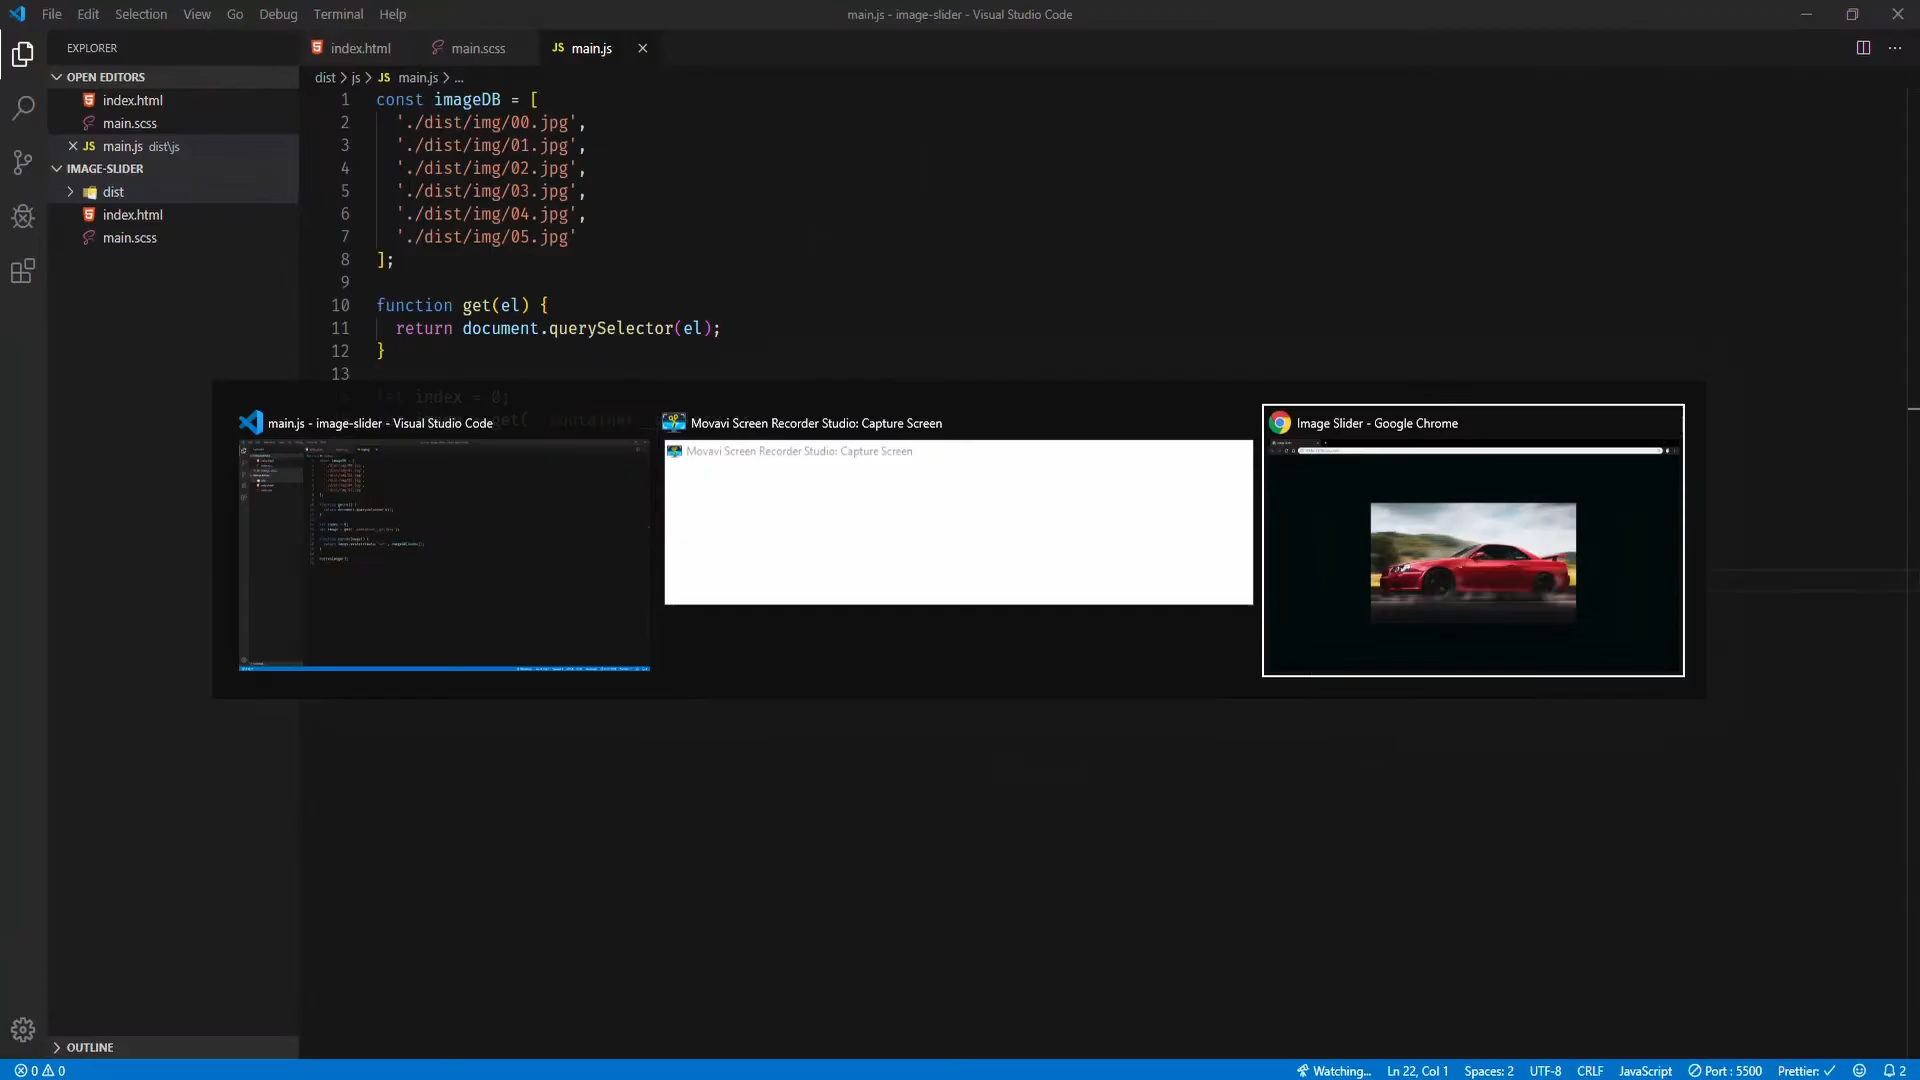 File Edit Selection View Go Debug Terminal Help
main.js - image-slider - Visual Studio Code
EXPLORER
index.html
main.scss
JS main.js
OPEN EDITORS
index.html
main.scss
JS main.js dist\js
IMAGE-SLIDER
dist
index.html
main.scss
OUTLINE
dist > js > JS main.js > ...
1 const imageDB = [
2 './dist/img/00.jpg',
3 './dist/img/01.jpg',
4 './dist/img/02.jpg',
5 './dist/img/03.jpg',
6 './dist/img/04.jpg',
7 './dist/img/05.jpg'
8 ];
9
10 function get(el) {
11 return document.querySelector(el);
12 }
13
let index = 0;
main.js - image-slider - Visual Studio Code
Movavi Screen Recorder Studio: Capture Screen
Movavi Screen Recorder Studio: Capture Screen
Image Slider - Google Chrome
0 0
Watching... Ln 22, Col 1 Spaces: 2 UTF-8 CRLF JavaScript Port : 5500 Prettier: ✓ 2